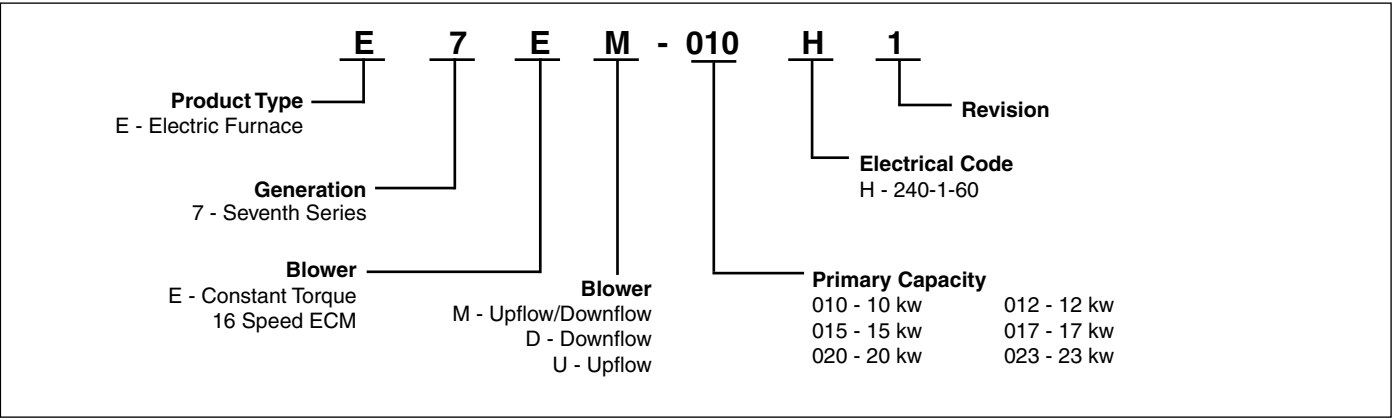 E 7 E M - 010 H 1
Product Type
E - Electric Furnace
Generation
7 - Seventh Series
Blower
E - Constant Torque
16 Speed ECM
Blower
M - Upflow/Downflow
D - Downflow
U - Upflow
Primary Capacity
010 - 10 kw 012 - 12 kw
015 - 15 kw 017 - 17 kw
020 - 20 kw 023 - 23 kw
Electrical Code
H - 240-1-60
Revision